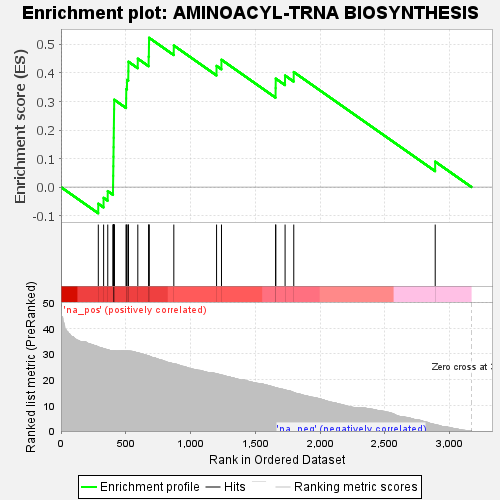 Enrichment plot: AMINOACYL-TRNA BIOSYNTHESIS
Enrichment score (ES)
0.5
0.4
0.3
0.2
0.1
0.0
-0.1
Ranked list metric (PreRanked)
50
40
30
20
10
0
'na_pos' (positively correlated)
Zero cross at 3
'na_neg' (negatively correlated)
0
500
1,000
1,500
2,000
2,500
3,000
Rank in Ordered Dataset
Enrichment profile
Hits
Ranking metric scores